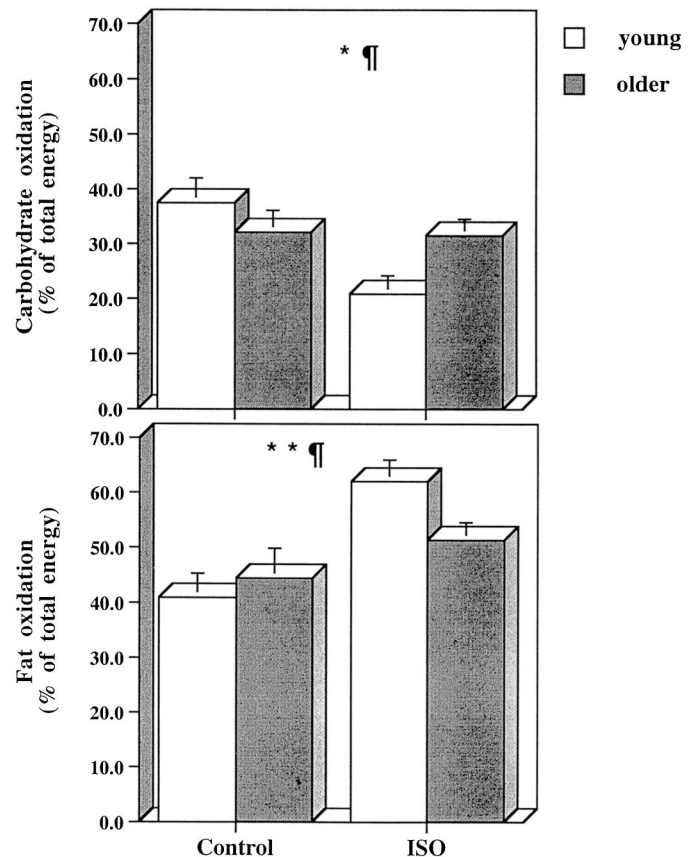 70.0
60.0
50.0
40.0
30.0
20.0
10.0
0.0
Carbohydrate oxidation
(% of total energy)
* ¶
young
older
70.0
60.0
50.0
40.0
30.0
20.0
10.0
0.0
Fat oxidation
(% of total energy)
* * ¶
Control
ISO